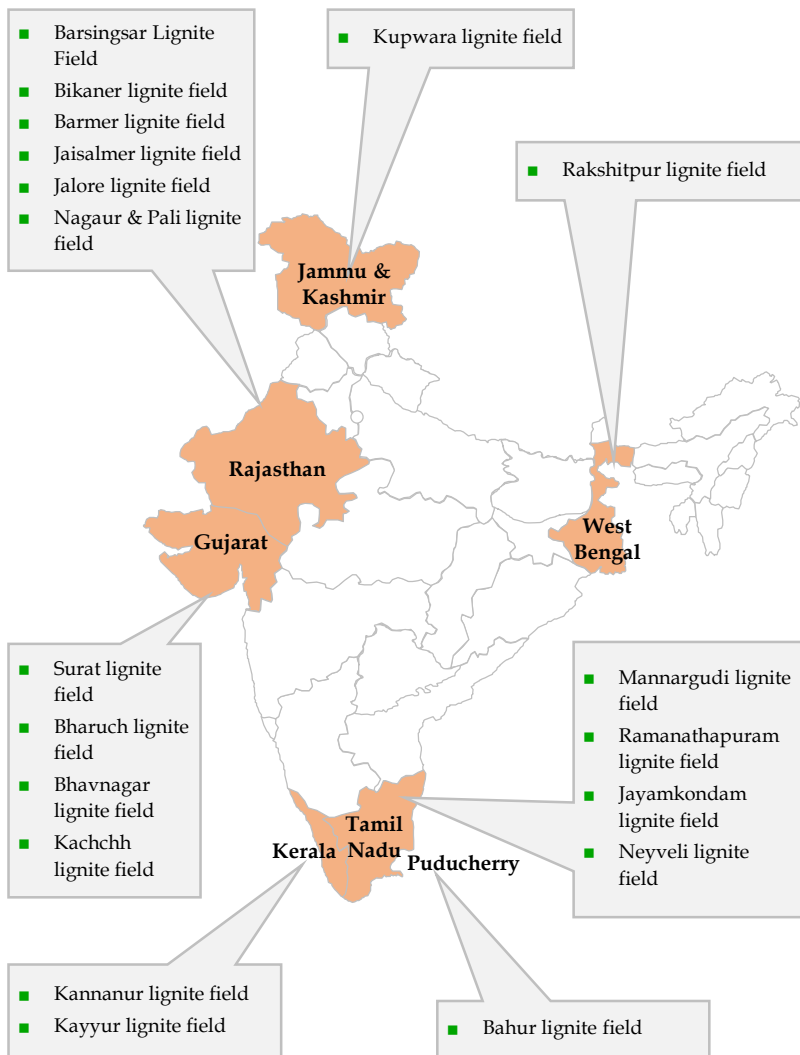 Barsingsar Lignite
Field
Bikaner lignite field
Barmer lignite field
Jaisalmer lignite field
Jalore lignite field
Nagaur & Pali lignite
field
Kupwara lignite field
Rakshitpur lignite field
Jammu &
Kashmir
Rajasthan
Gujarat
West
Bengal
Surat lignite
field
Bharuch lignite
field
Bhavnagar
lignite field
Kachchh
lignite field
Mannargudi lignite
field
Ramanathapuram
lignite field
Jayamkondam
lignite field
Neyveli lignite
field
Tamil
Nadu
Kerala
Puducherry
Kannanur lignite field
Kayyur lignite field
Bahur lignite field